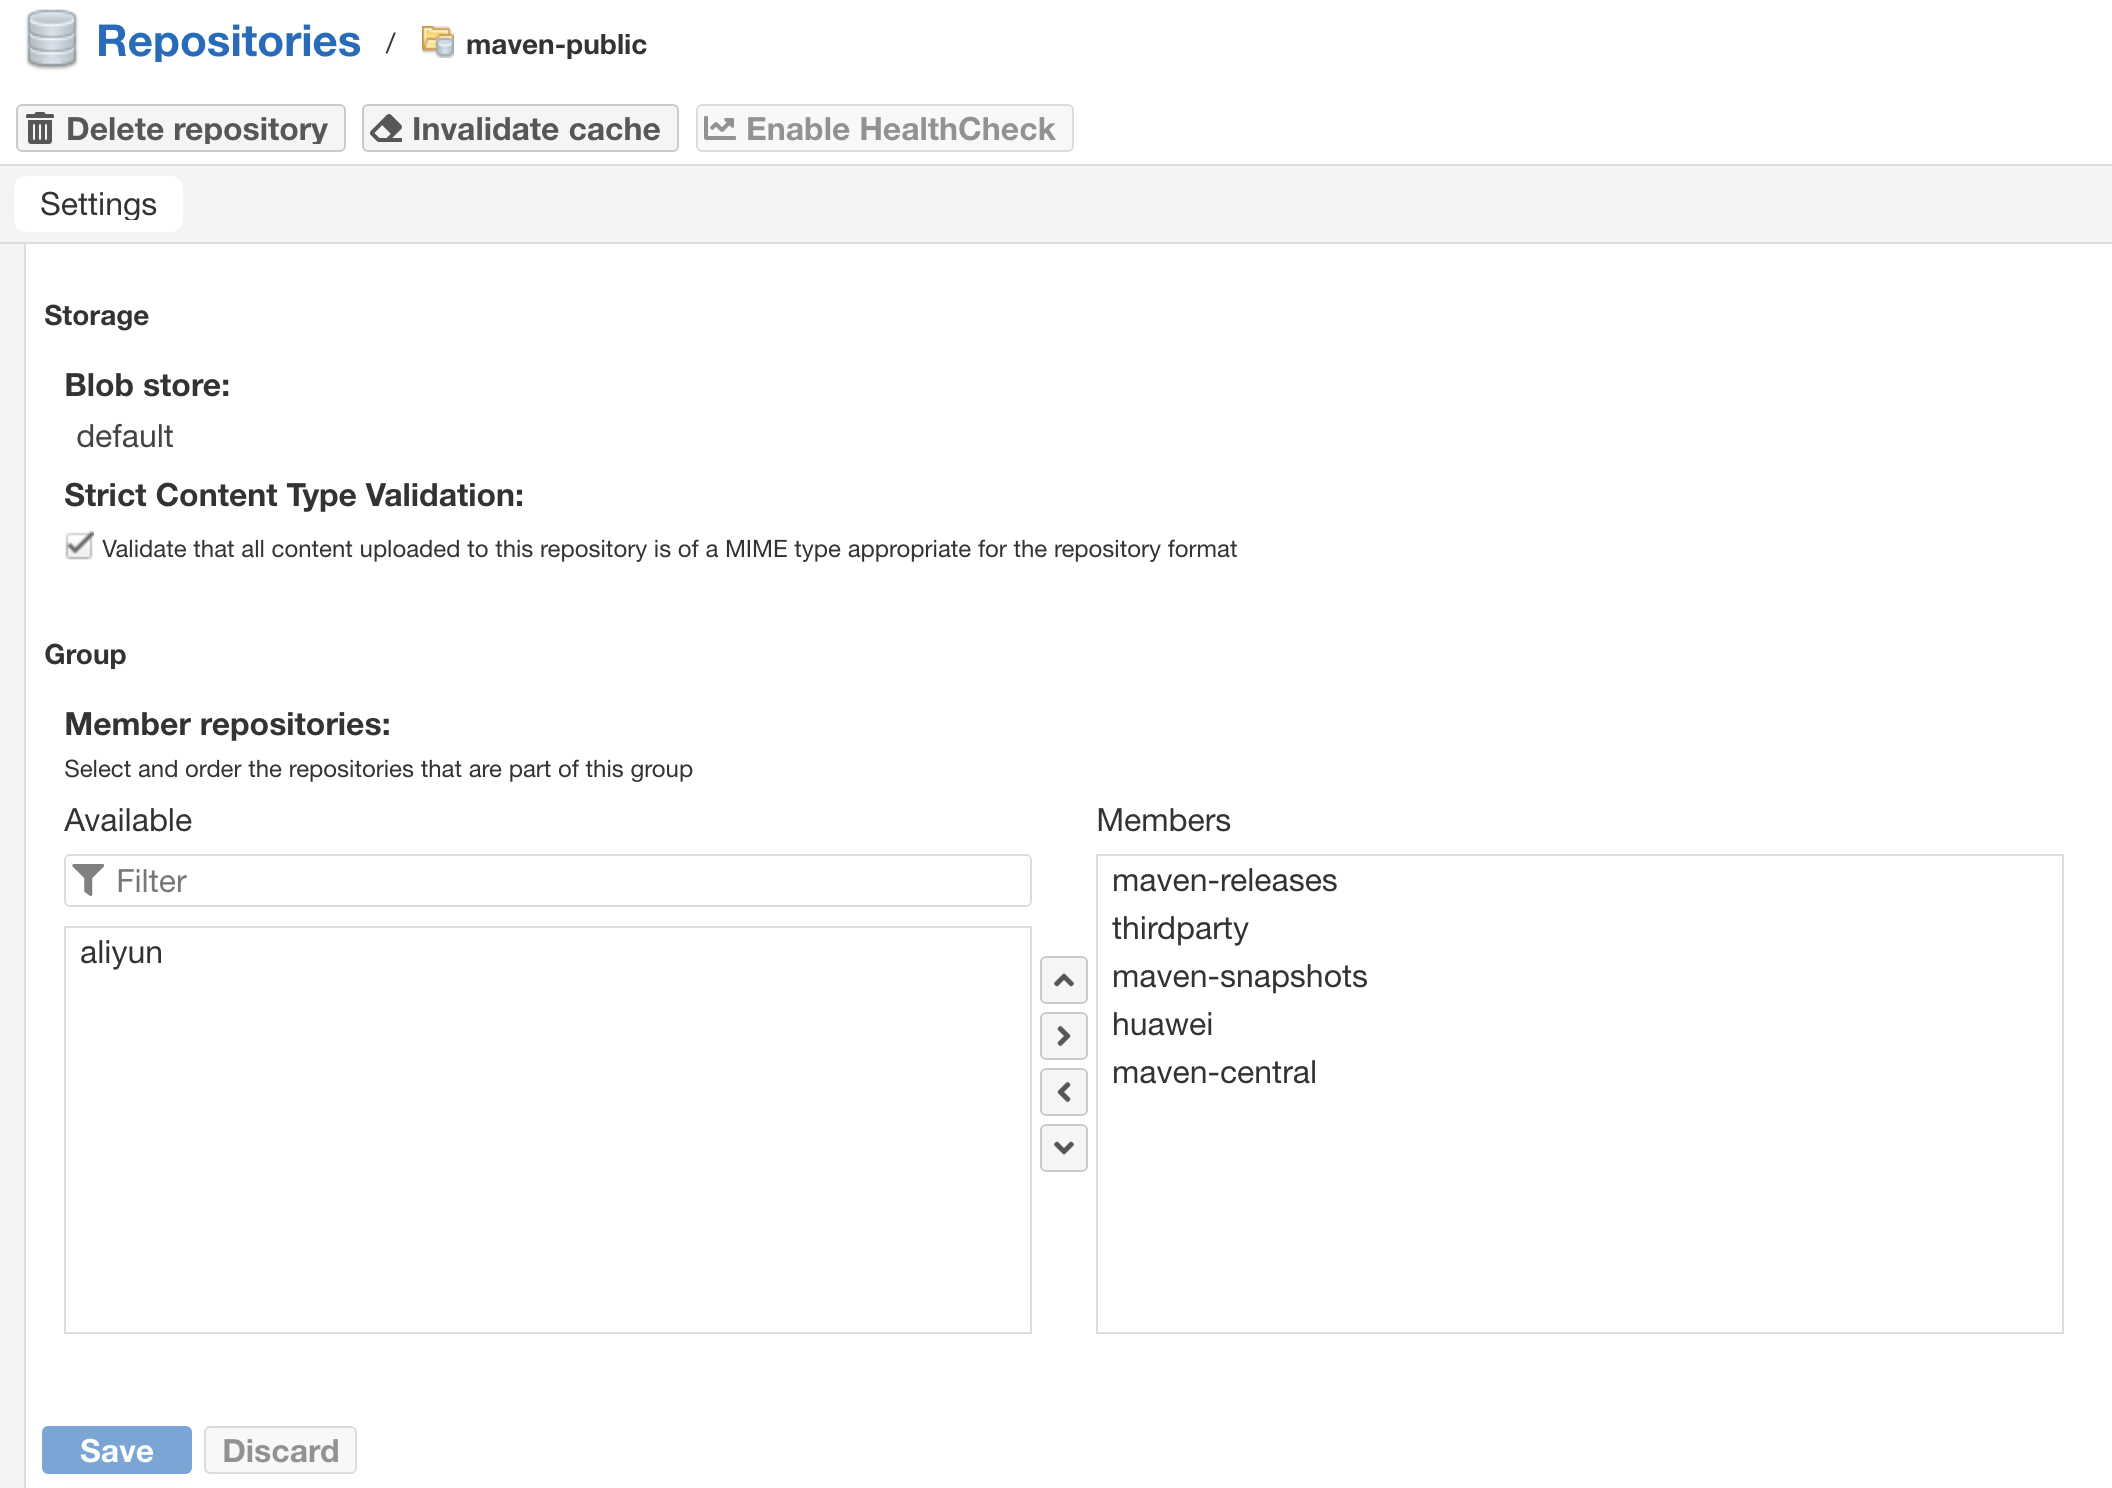 Repositories / maven-public
Delete repository Invalidate cache Enable HealthCheck
Settings
Storage
Blob store:
default
Strict Content Type Validation:
Validate that all content uploaded to this repository is of a MIME type appropriate for the repository format
Group
Member repositories:
Select and order the repositories that are part of this group
Available
Filter
aliyun
Members
maven-releases
thirdparty
maven-snapshots
huawei
maven-central
Save Discard